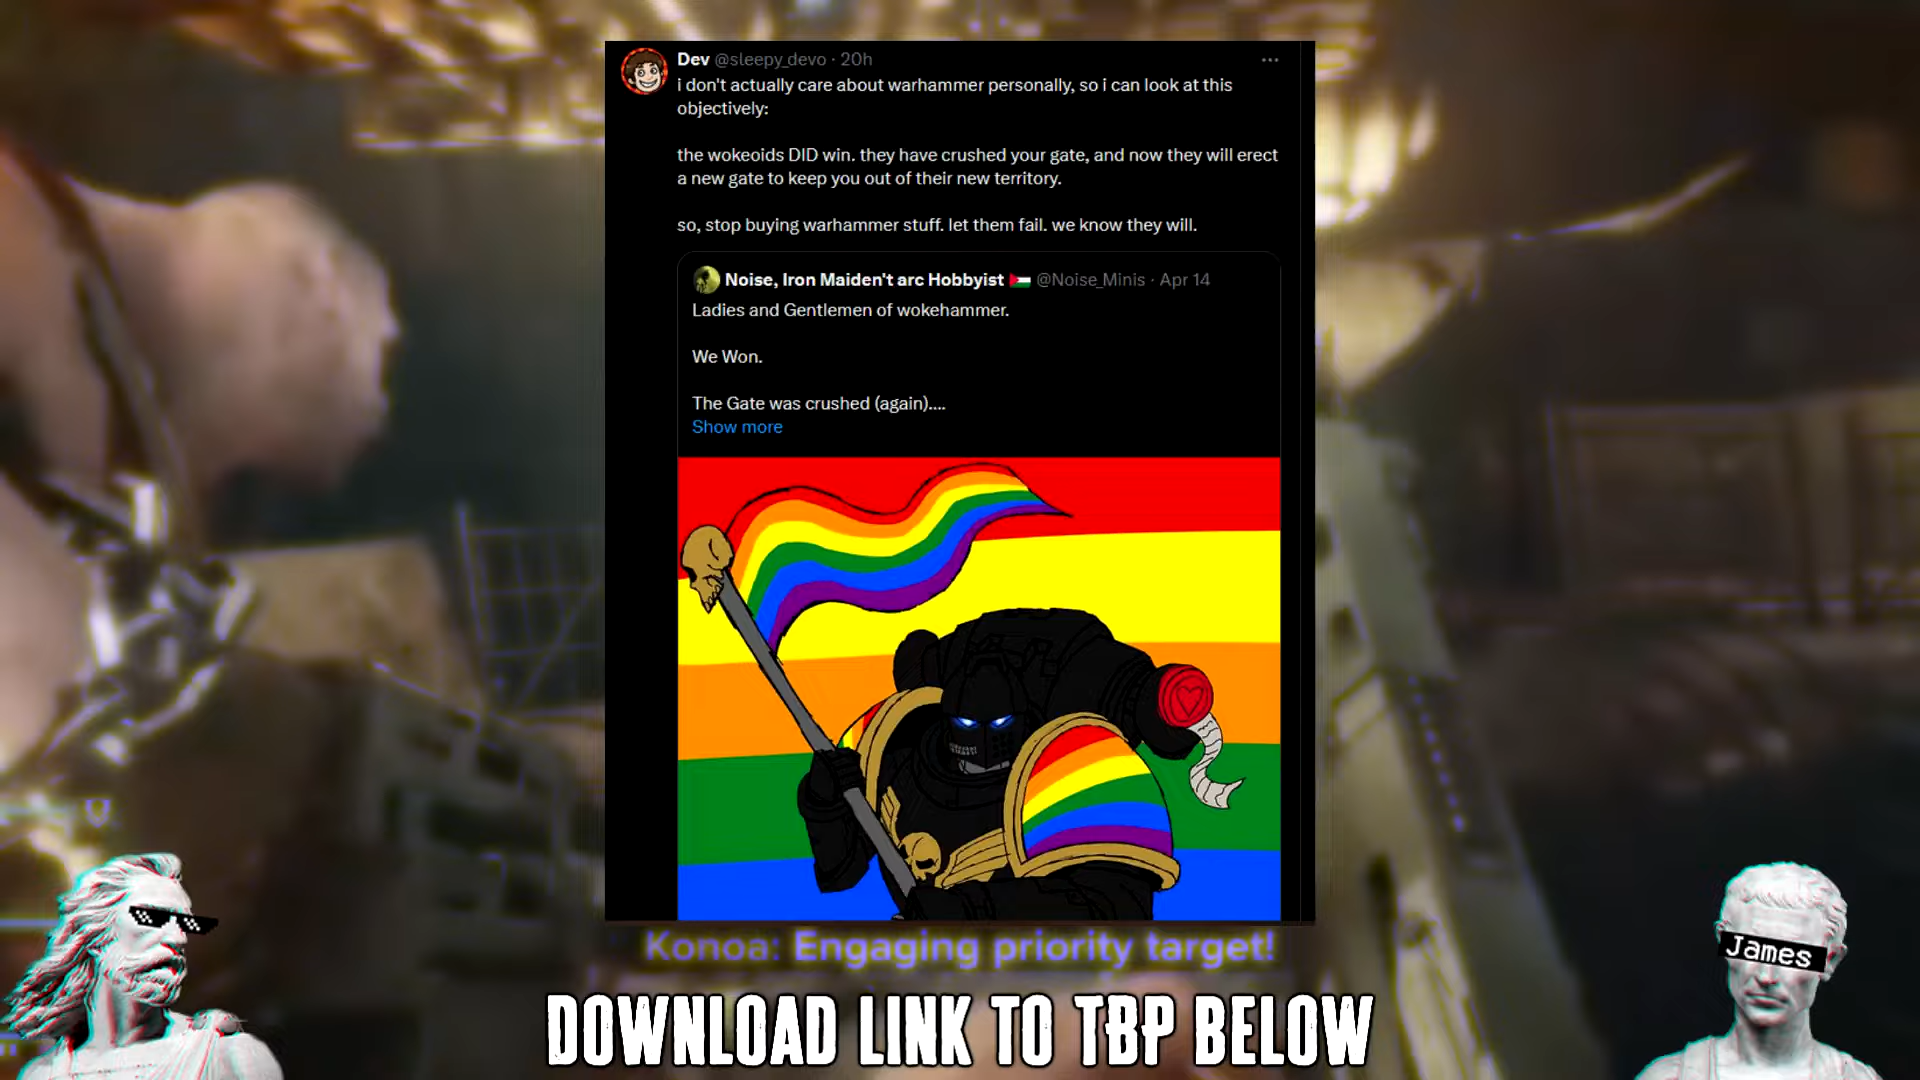 Dev @sleepy_devo · 20h
i don't actually care about warhammer personally, so i can look at this
objectively:
the wokeoids DID win. they have crushed your gate, and now they will erect
a new gate to keep you out of their new territory.
so, stop buying warhammer stuff. let them fail. we know they will.
Noise, Iron Maiden't arc Hobbyist 🇵🇸 @Noise_Minis · Apr 14
Ladies and Gentlemen of wokehammer.
We Won.
The Gate was crushed (again)....
Show more
Konoa: Engaging priority target!
James
DOWNLOAD LINK TO TBP BELOW